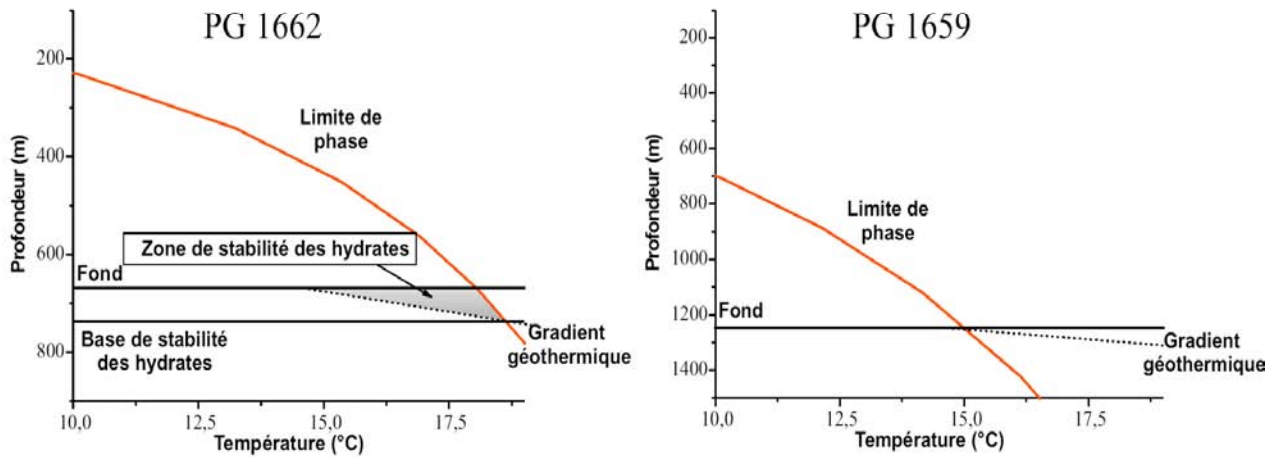 PG 1662
200
400
600
800
Profondeur (m)
Limite de
phase
Zone de stabilité des hydrates
Fond
Base de stabilité
des hydrates
Gradient
géothermique
10,0
12,5
15,0
17,5
Température (°C)
PG 1659
200
400
600
800
1000
1200
1400
Profondeur (m)
Limite de
phase
Fond
Gradient
géothermique
10,0
12,5
15,0
17,5
Température (°C)